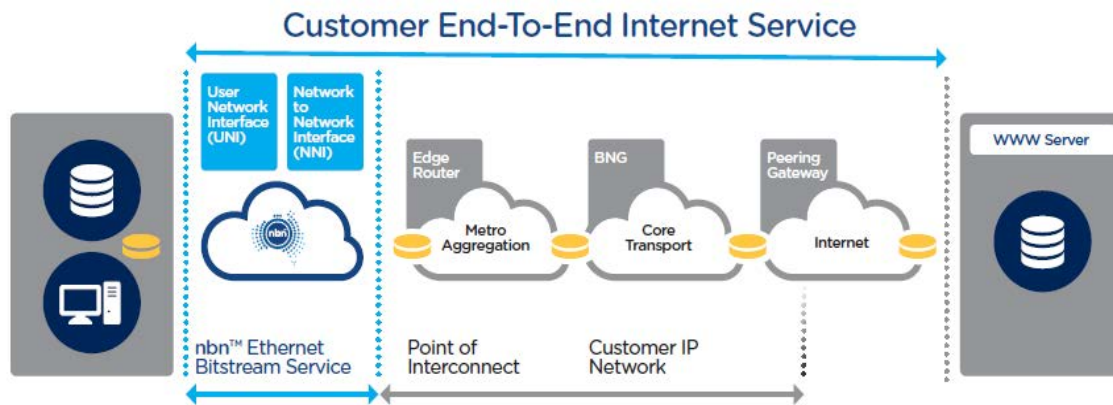 Customer End-To-End Internet Service
User
Network
Interface
(UNI)
Network
to
Network
Interface
(NNI)
Edge
Router
BNG
Peering
Gateway
WWW Server
nbn
Metro
Aggregation
Core
Transport
Internet
nbn™ Ethernet
Bitstream Service
Point of
Interconnect
Customer IP
Network